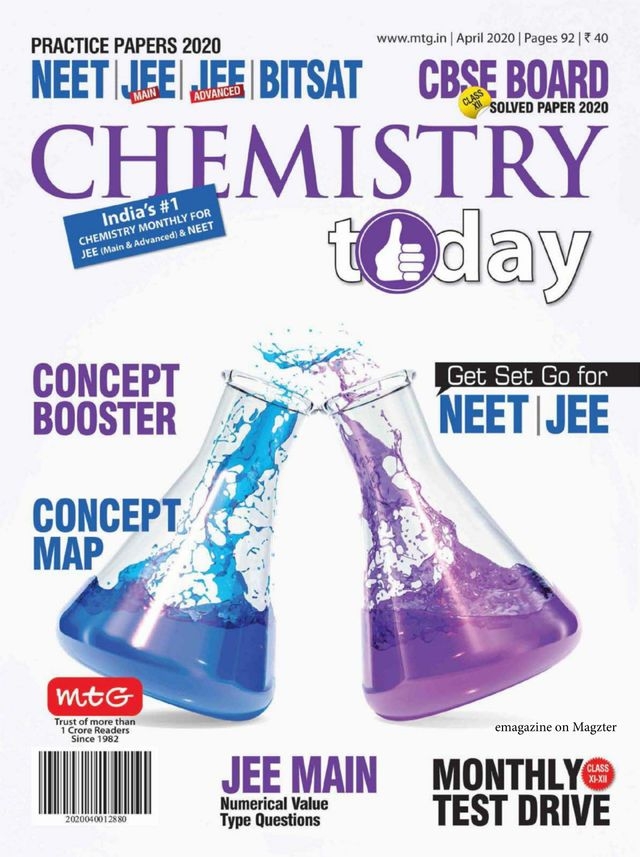 PRACTICE PAPERS 2020
NEET | JEE MAIN | JEE ADVANCED | BITSAT
www.mtg.in | April 2020 | Pages 92 | ₹ 40
CBSE BOARD
CLASS XII
SOLVED PAPER 2020
CHEMISTRY
today
India's #1
CHEMISTRY MONTHLY FOR
JEE (Main & Advanced) & NEET
CONCEPT
BOOSTER
Get Set Go for
NEET | JEE
CONCEPT
MAP
mtG
Trust of more than
1 Crore Readers
Since 1982
emagazine on Magzter
2020040012880
JEE MAIN
Numerical Value
Type Questions
MONTHLY
CLASS
XI-XII
TEST DRIVE